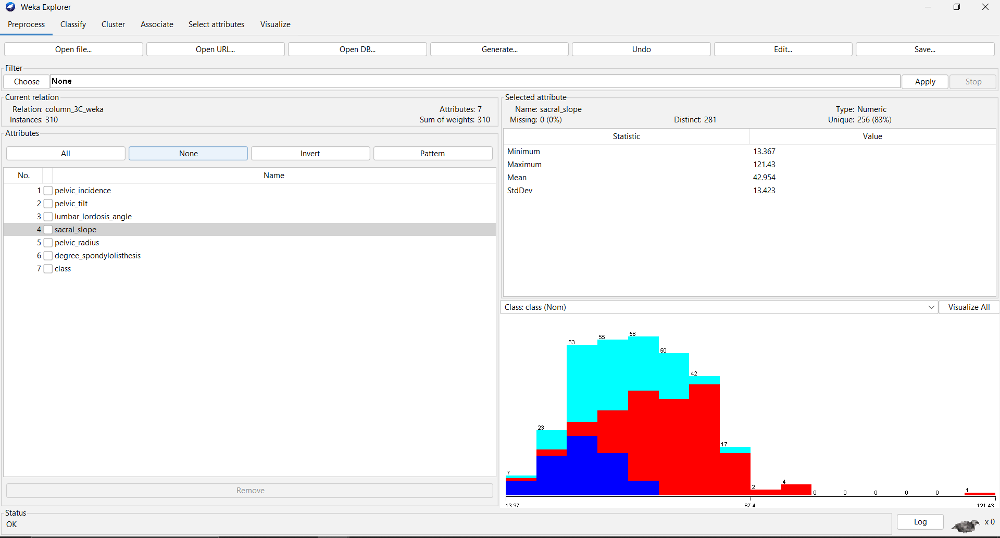 Weka Explorer
Preprocess Classify Cluster Associate Select attributes Visualize
Open file... Open URL... Open DB... Generate... Undo Edit... Save...
Filter
Choose None Apply Stop
Current relation
Relation: column_3C_weka Attributes: 7
Instances: 310 Sum of weights: 310
Attributes
All None Invert Pattern
No. Name
1 pelvic_incidence
2 pelvic_tilt
3 lumbar_lordosis_angle
4 sacral_slope
5 pelvic_radius
6 degree_spondylolisthesis
7 class
Remove
Selected attribute
Name: sacral_slope Type: Numeric
Missing: 0 (0%) Distinct: 281 Unique: 256 (83%)
Statistic Value
Minimum 13.367
Maximum 121.43
Mean 42.954
StdDev 13.423
Class: class (Nom) Visualize All
7 23 53 55 56 50 42 17 2 4 0 0 0 0 0 1
13.37 67.4 121.43
Status
OK
Log x 0